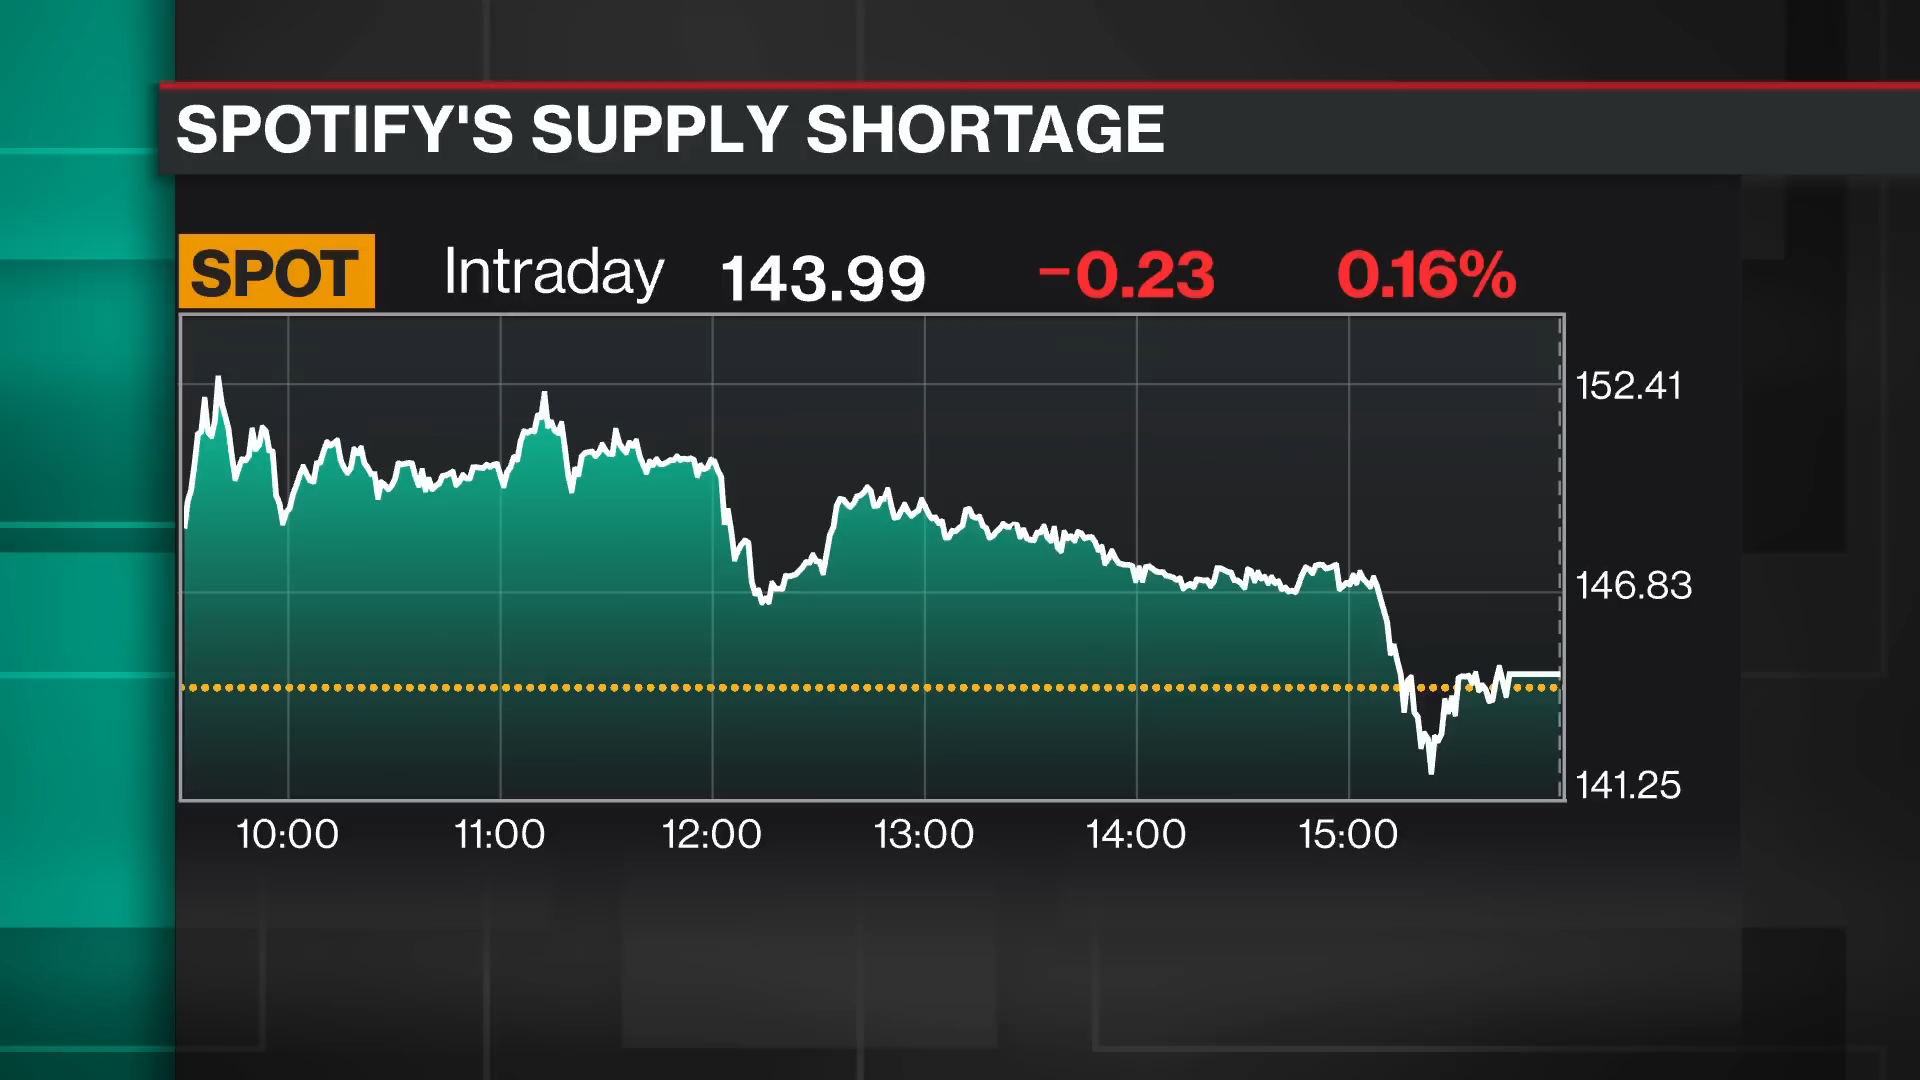 SPOTIFY'S SUPPLY SHORTAGE
SPOT Intraday 143.99 -0.23 0.16%
152.41
146.83
141.25
10:00 11:00 12:00 13:00 14:00 15:00